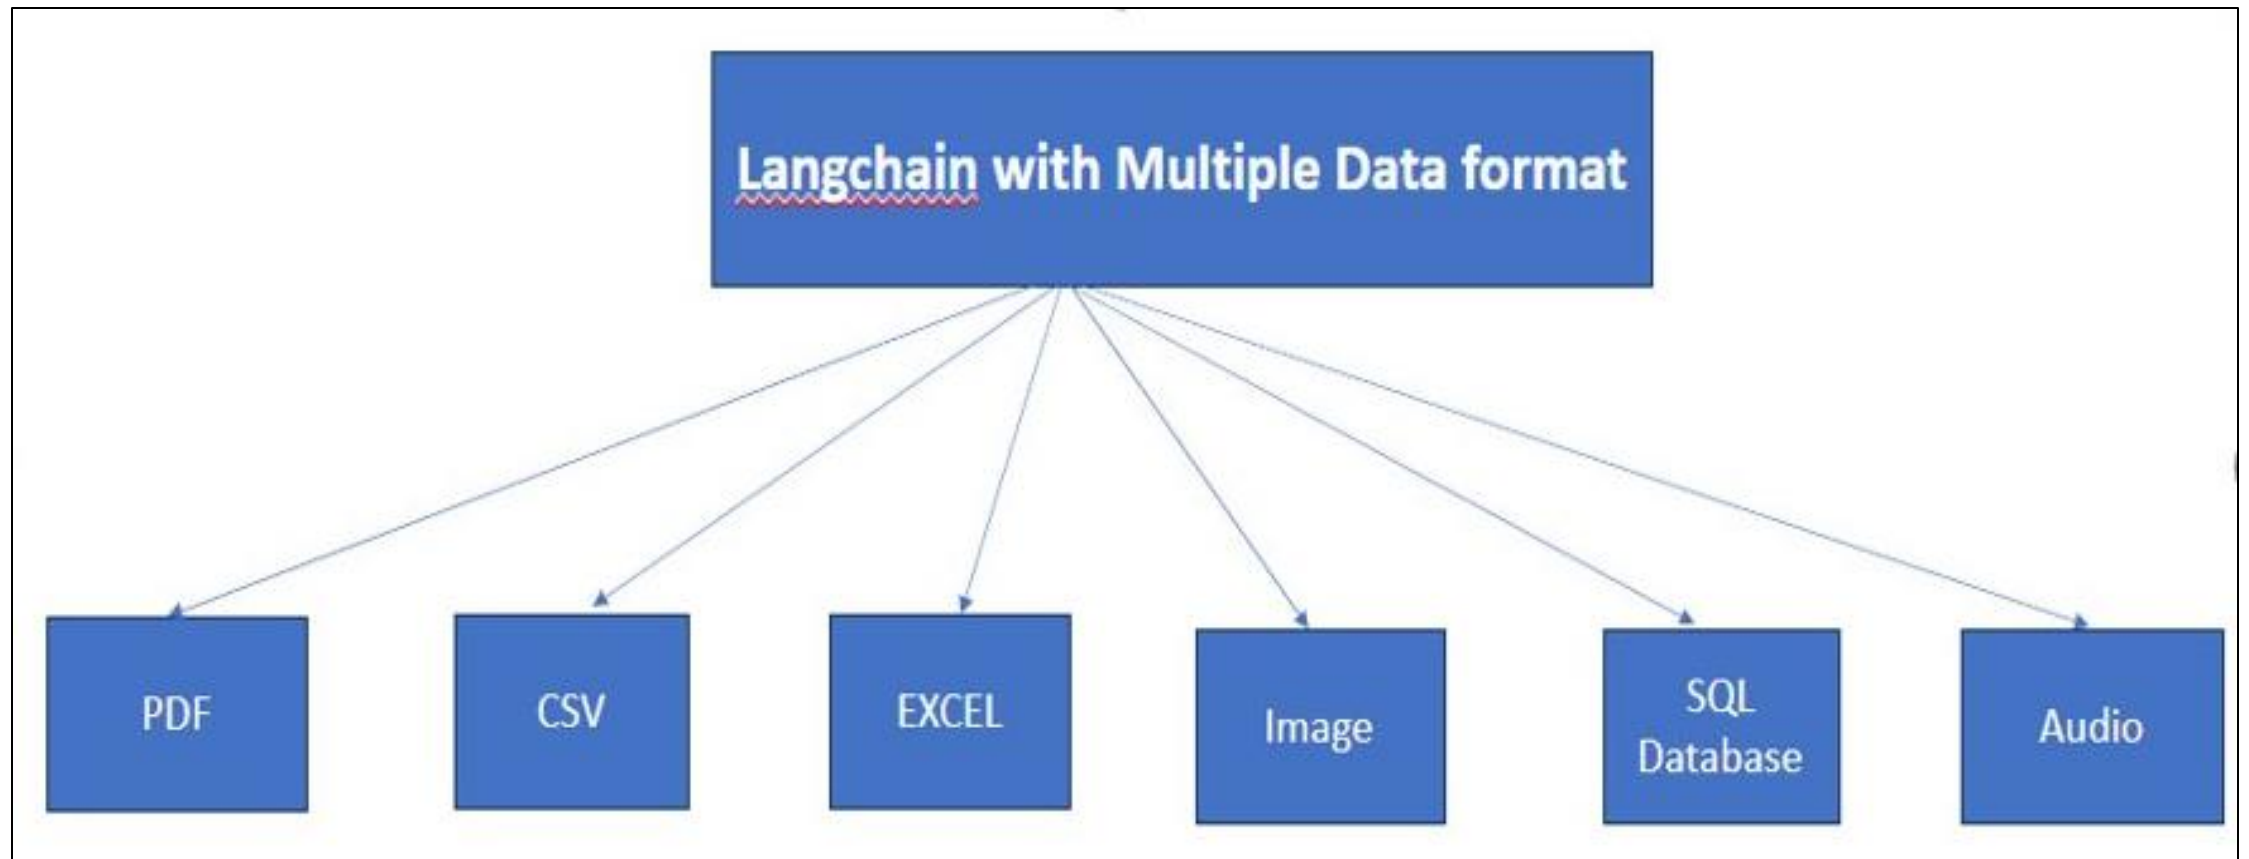 Langchain with Multiple Data format
PDF
CSV
EXCEL
Image
SQL
Database
Audio